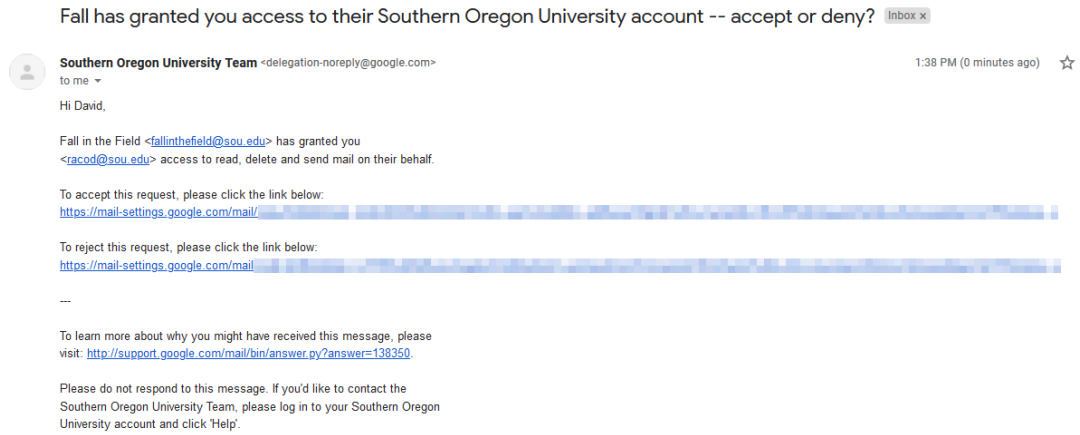 Fall has granted you access to their Southern Oregon University account -- accept or deny? Inbox x
Southern Oregon University Team <delegation-noreply@google.com> 1:38 PM (0 minutes ago)
to me
Hi David,
Fall in the Field <fallinthefield@sou.edu> has granted you
<racod@sou.edu> access to read, delete and send mail on their behalf.
To accept this request, please click the link below:
https://mail-settings.google.com/mail/
To reject this request, please click the link below:
https://mail-settings.google.com/mail
---
To learn more about why you might have received this message, please
visit: http://support.google.com/mail/bin/answer.py?answer=138350.
Please do not respond to this message. If you'd like to contact the
Southern Oregon University Team, please log in to your Southern Oregon
University account and click 'Help'.